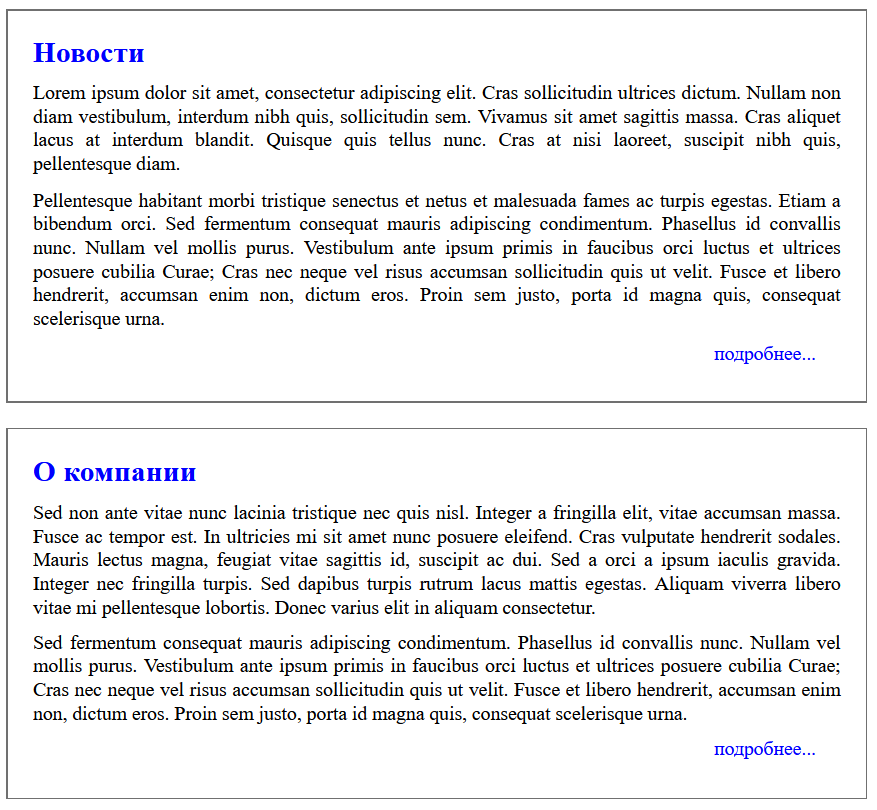 Новости
Lorem ipsum dolor sit amet, consectetur adipiscing elit. Cras sollicitudin ultrices dictum. Nullam non
diam vestibulum, interdum nibh quis, sollicitudin sem. Vivamus sit amet sagittis massa. Cras aliquet
lacus at interdum blandit. Quisque quis tellus nunc. Cras at nisi laoreet, suscipit nibh quis,
pellentesque diam.
Pellentesque habitant morbi tristique senectus et netus et malesuada fames ac turpis egestas. Etiam a
bibendum orci. Sed fermentum consequat mauris adipiscing condimentum. Phasellus id convallis
nunc. Nullam vel mollis purus. Vestibulum ante ipsum primis in faucibus orci luctus et ultrices
posuere cubilia Curae; Cras nec neque vel risus accumsan sollicitudin quis ut velit. Fusce et libero
hendrerit, accumsan enim non, dictum eros. Proin sem justo, porta id magna quis, consequat
scelerisque urna.
подробнее...
О компании
Sed non ante vitae nunc lacinia tristique nec quis nisl. Integer a fringilla elit, vitae accumsan massa.
Fusce ac tempor est. In ultricies mi sit amet nunc posuere eleifend. Cras vulputate hendrerit sodales.
Mauris lectus magna, feugiat vitae sagittis id, suscipit ac dui. Sed a orci a ipsum iaculis gravida.
Integer nec fringilla turpis. Sed dapibus turpis rutrum lacus mattis egestas. Aliquam viverra libero
vitae mi pellentesque lobortis. Donec varius elit in aliquam consectetur.
Sed fermentum consequat mauris adipiscing condimentum. Phasellus id convallis nunc. Nullam vel
mollis purus. Vestibulum ante ipsum primis in faucibus orci luctus et ultrices posuere cubilia Curae;
Cras nec neque vel risus accumsan sollicitudin quis ut velit. Fusce et libero hendrerit, accumsan enim
non, dictum eros. Proin sem justo, porta id magna quis, consequat scelerisque urna.
подробнее...